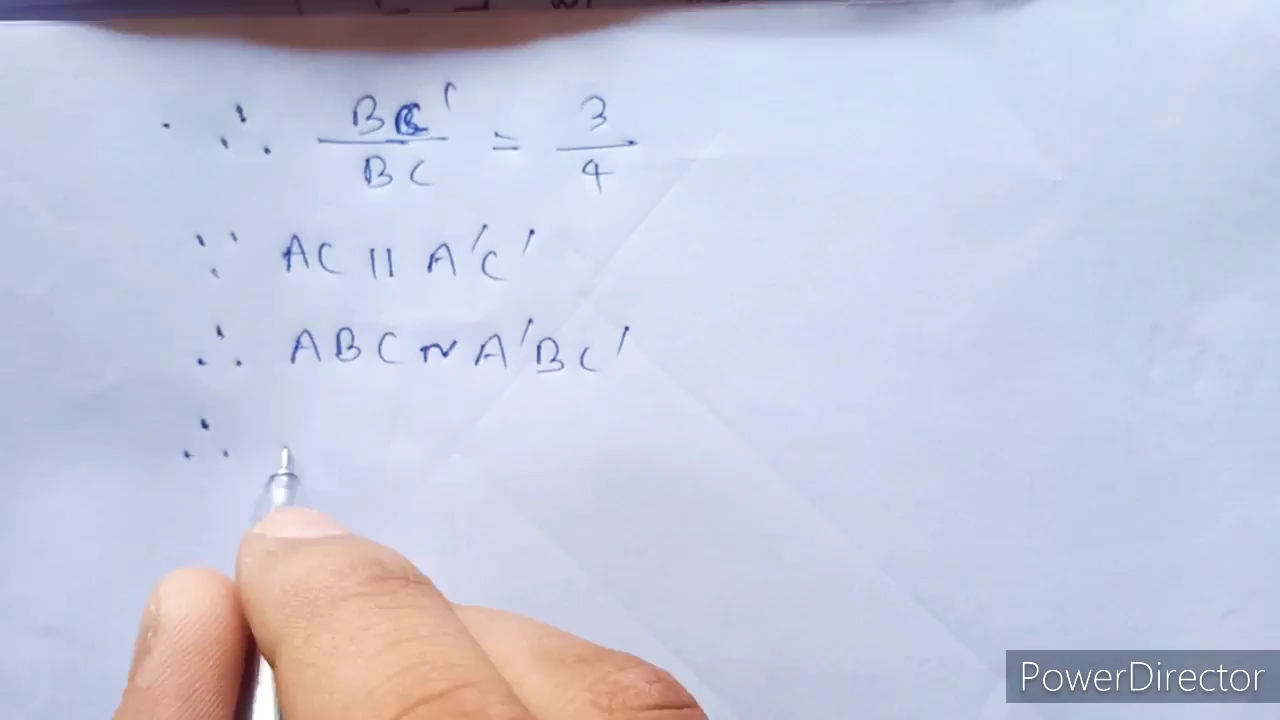 ∴ BC' / BC = 3 / 4
∵ AC || A'C'
∴ ABC ~ A'BC'
∴
PowerDirector